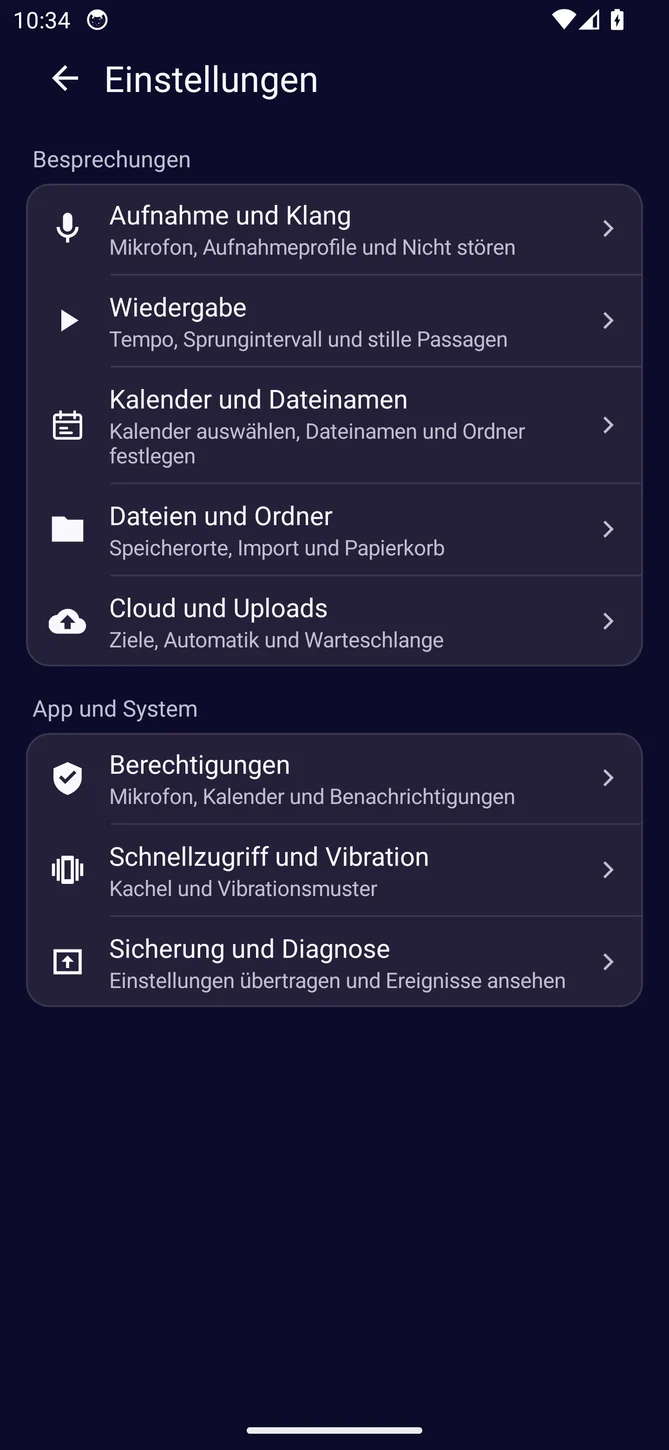 10:34
Einstellungen
Besprechungen
Aufnahme und Klang
Mikrofon, Aufnahmeprofile und Nicht stören
Wiedergabe
Tempo, Sprungintervall und stille Passagen
Kalender und Dateinamen
Kalender auswählen, Dateinamen und Ordner
festlegen
Dateien und Ordner
Speicherorte, Import und Papierkorb
Cloud und Uploads
Ziele, Automatik und Warteschlange
App und System
Berechtigungen
Mikrofon, Kalender und Benachrichtigungen
Schnellzugriff und Vibration
Kachel und Vibrationsmuster
Sicherung und Diagnose
Einstellungen übertragen und Ereignisse ansehen